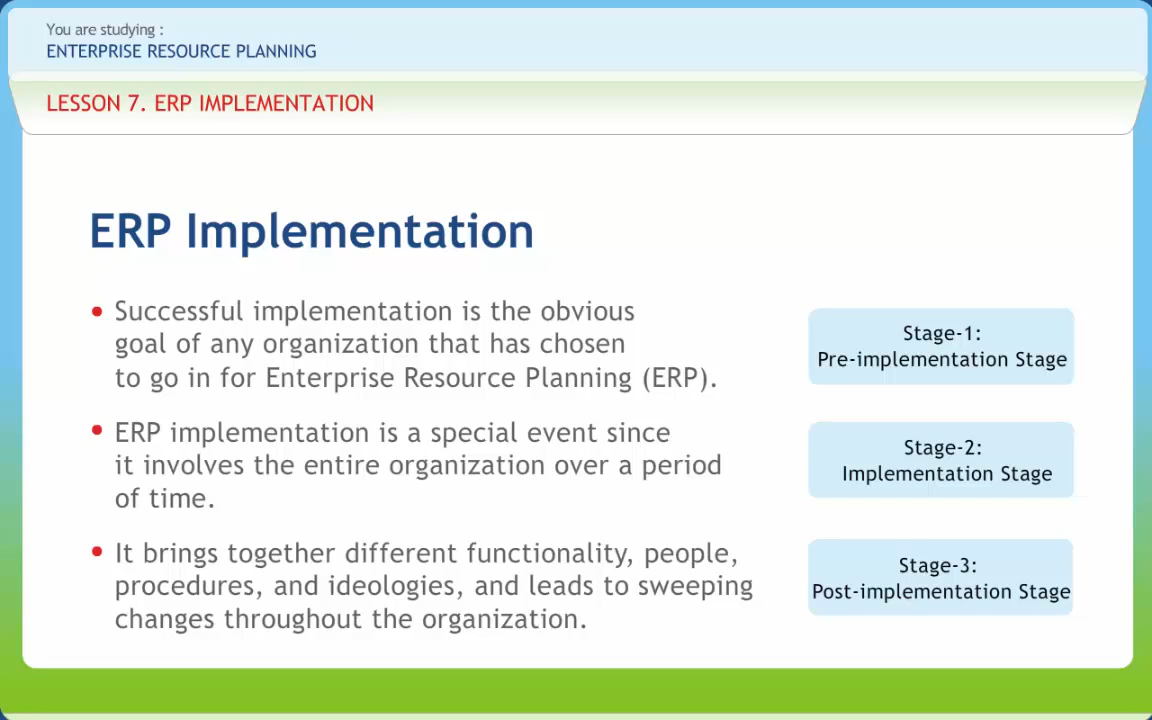 You are studying :
ENTERPRISE RESOURCE PLANNING
LESSON 7. ERP IMPLEMENTATION
ERP Implementation
• Successful implementation is the obvious
goal of any organization that has chosen
to go in for Enterprise Resource Planning (ERP).
• ERP implementation is a special event since
it involves the entire organization over a period
of time.
• It brings together different functionality, people,
procedures, and ideologies, and leads to sweeping
changes throughout the organization.
Stage-1:
Pre-implementation Stage
Stage-2:
Implementation Stage
Stage-3:
Post-implementation Stage